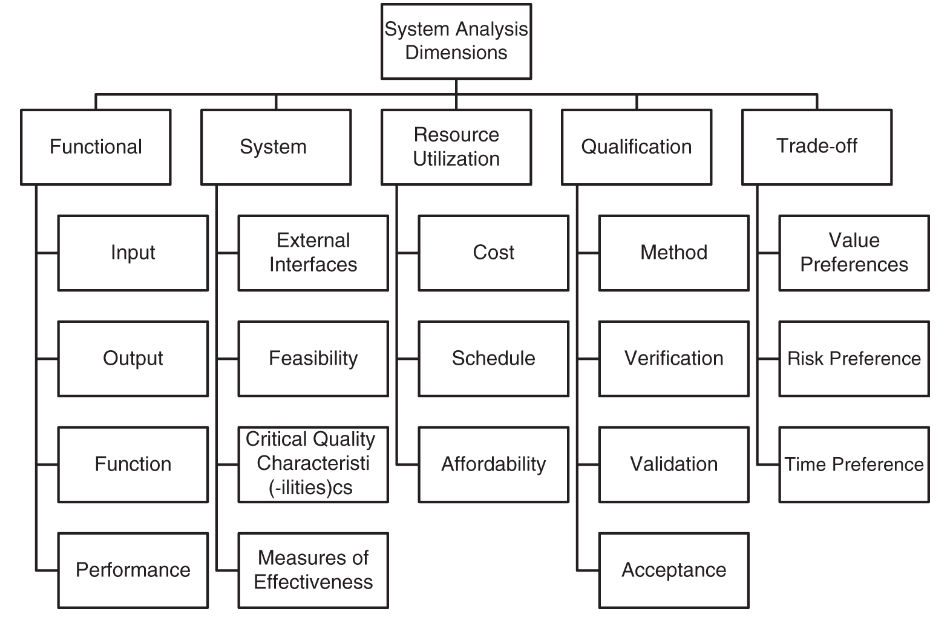 System Analysis
Dimensions
Functional
System
Resource
Utilization
Qualification
Trade-off
Input
External
Interfaces
Cost
Method
Value
Preferences
Output
Feasibility
Schedule
Verification
Risk Preference
Function
Critical Quality
Characteristi
(-ilities)cs
Affordability
Validation
Time Preference
Performance
Measures of
Effectiveness
Acceptance